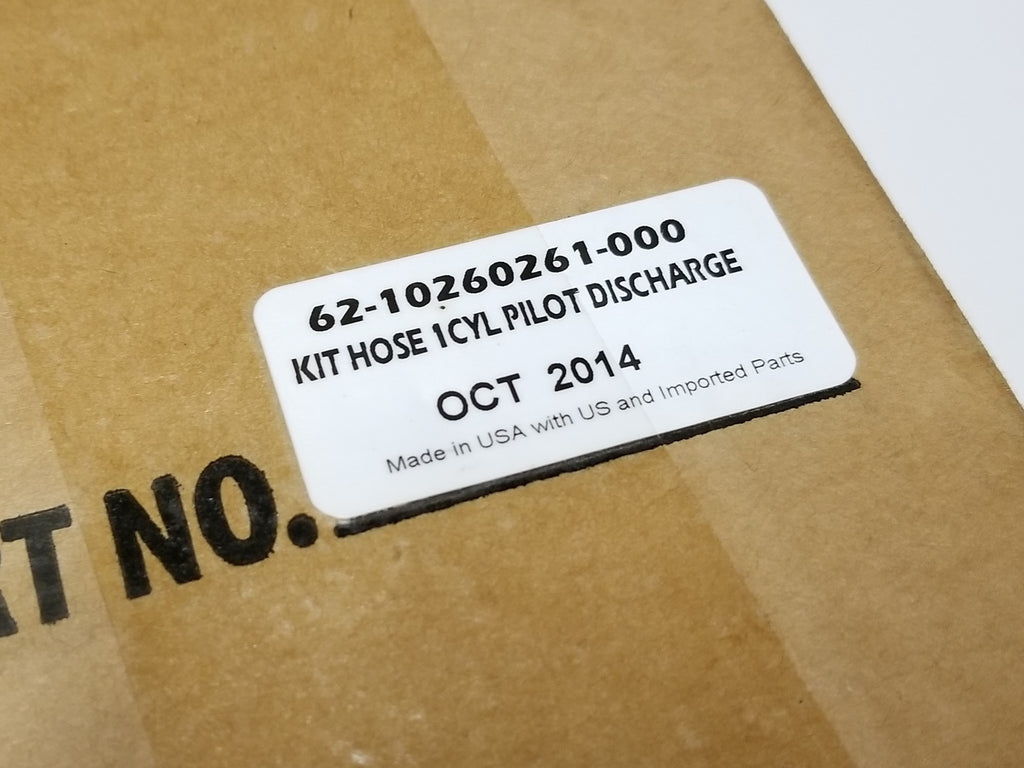 62-10260261-000
KIT HOSE 1CYL PILOT DISCHARGE
OCT 2014
Made in USA with US and Imported Parts
NO.